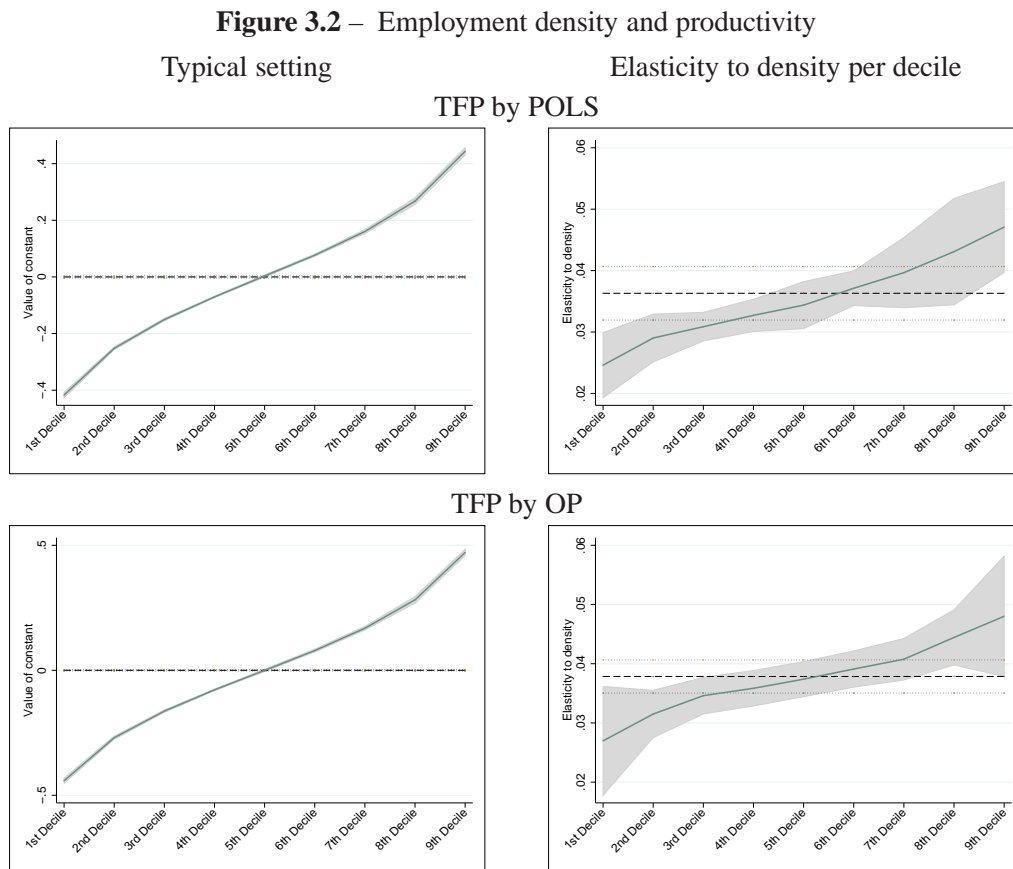 Figure 3.2 – Employment density and productivity
Typical setting
Elasticity to density per decile
TFP by POLS
Value of constant
.4
.2
0
-.2
-.4
1st Decile
2nd Decile
3rd Decile
4th Decile
5th Decile
6th Decile
7th Decile
8th Decile
9th Decile
Elasticity to density
.06
.05
.04
.03
.02
1st Decile
2nd Decile
3rd Decile
4th Decile
5th Decile
6th Decile
7th Decile
8th Decile
9th Decile
TFP by OP
Value of constant
.5
0
-.5
1st Decile
2nd Decile
3rd Decile
4th Decile
5th Decile
6th Decile
7th Decile
8th Decile
9th Decile
Elasticity to density
.06
.05
.04
.03
.02
1st Decile
2nd Decile
3rd Decile
4th Decile
5th Decile
6th Decile
7th Decile
8th Decile
9th Decile